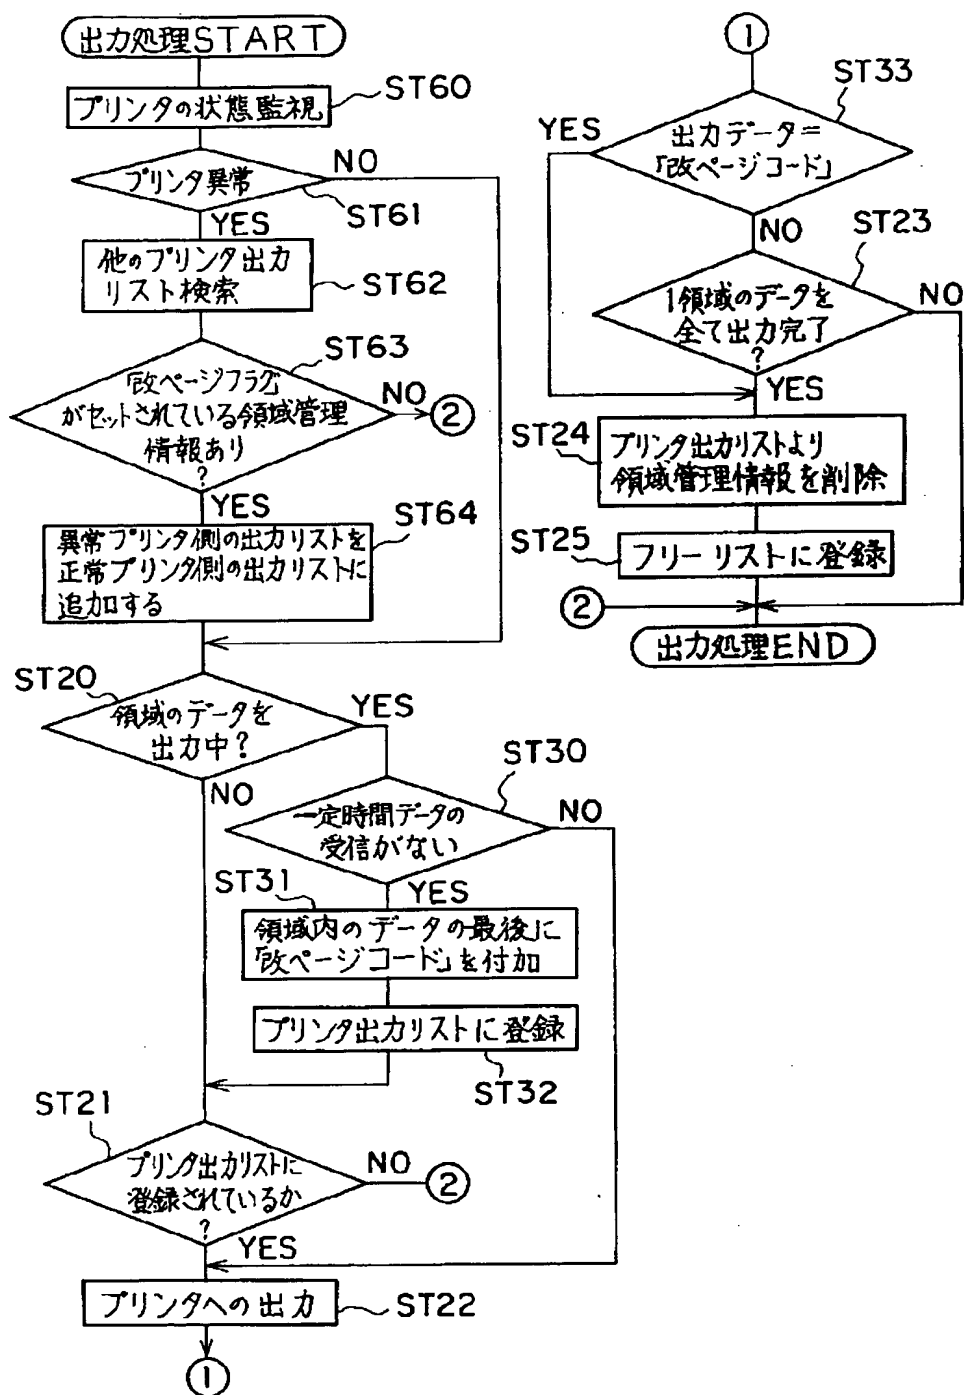 出力処理START
プリンタの状態監視
ST60
プリンタ異常
NO
ST61
YES
他のプリンタ出力
リスト検索
ST62
ST63
「改ページフラグ」
がセットされている領域管理
情報あり
?
NO
②
YES
ST64
異常プリンタ側の出力リストを
正常プリンタ側の出力リストに
追加する
ST20
領域のデータを
出力中?
YES
NO
ST30
一定時間データの
受信がない
NO
ST31
YES
領域内のデータの最後に
「改ページコード」を付加
プリンタ出力リストに登録
ST32
ST21
プリンタ出力リストに
登録されているか
?
NO
②
YES
プリンタへの出力
ST22
①
①
ST33
YES
出力データ=
「改ページコード」
NO
ST23
1領域のデータを
全て出力完了
?
NO
YES
ST24
プリンタ出力リストより
領域管理情報を削除
ST25
フリーリストに登録
②
出力処理END